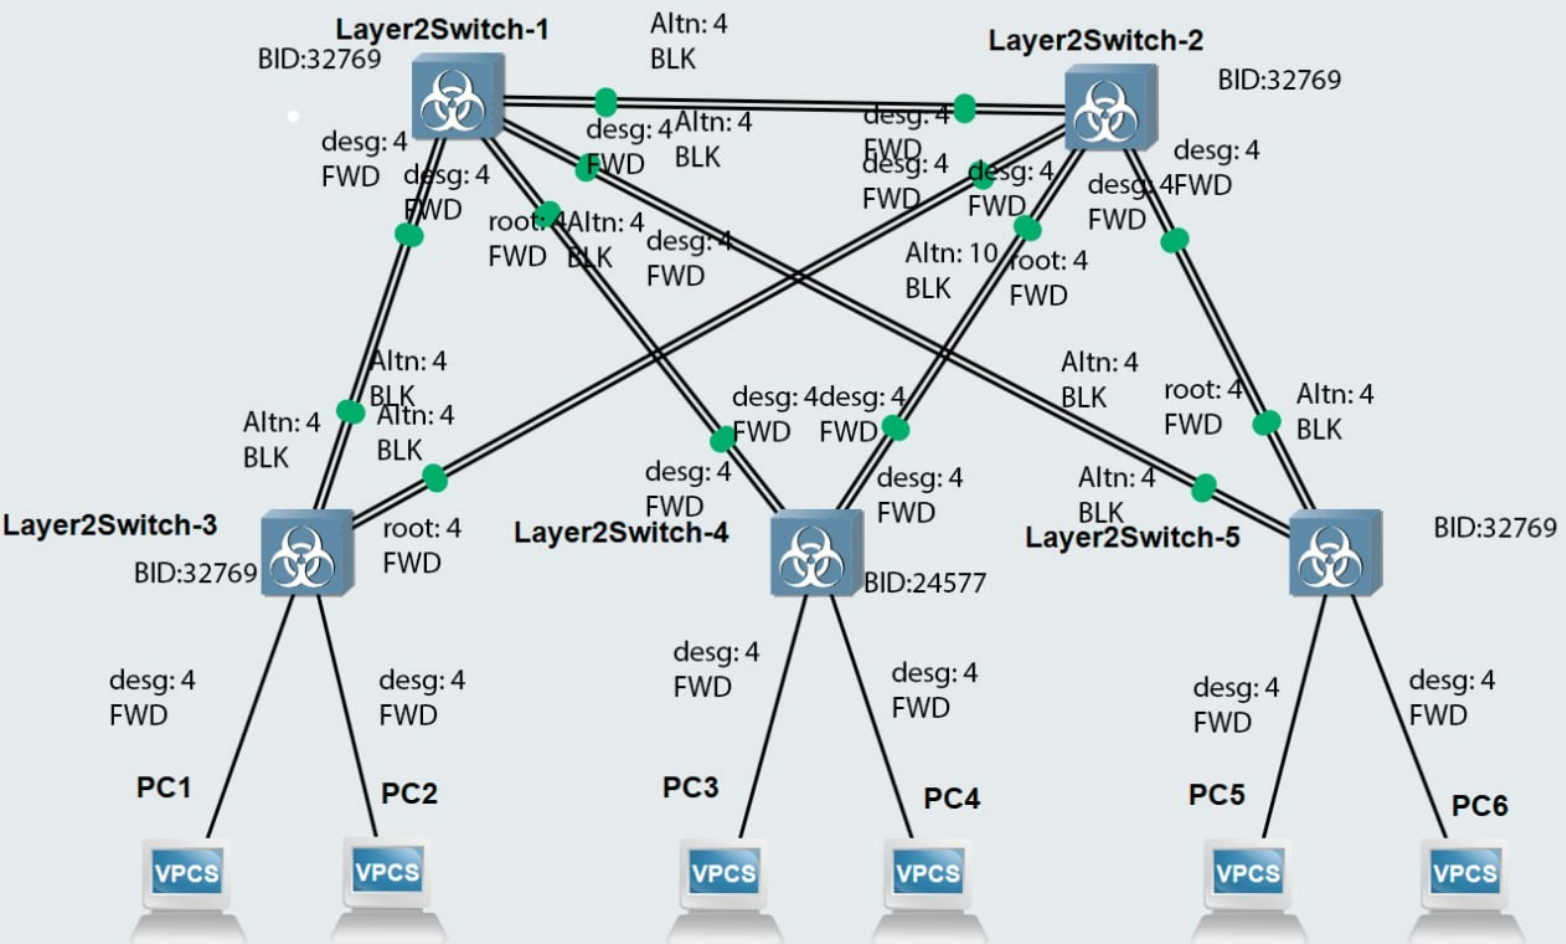 Layer2Switch-1
Altn: 4
BLK
Layer2Switch-2
BID:32769
BID:32769
desg: 4
FWD
desg: 4
FWD
desg: 4
FWD
Altn: 4
BLK
desg: 4
FWD
desg: 4
FWD
desg: 4
FWD
desg: 4
FWD
desg: 4
FWD
root: 4
FWD
Altn: 4
BLK
desg: 4
FWD
Altn: 10
BLK
root: 4
FWD
Altn: 4
BLK
Altn: 4
BLK
Altn: 4
BLK
desg: 4
FWD
desg: 4
FWD
Altn: 4
BLK
root: 4
FWD
Altn: 4
BLK
desg: 4
FWD
desg: 4
FWD
Altn: 4
BLK
Layer2Switch-3
root: 4
FWD
Layer2Switch-4
Layer2Switch-5
BID:32769
BID:32769
BID:24577
desg: 4
FWD
desg: 4
FWD
desg: 4
FWD
desg: 4
FWD
desg: 4
FWD
desg: 4
FWD
PC1
PC2
PC3
PC4
PC5
PC6
VPCS
VPCS
VPCS
VPCS
VPCS
VPCS